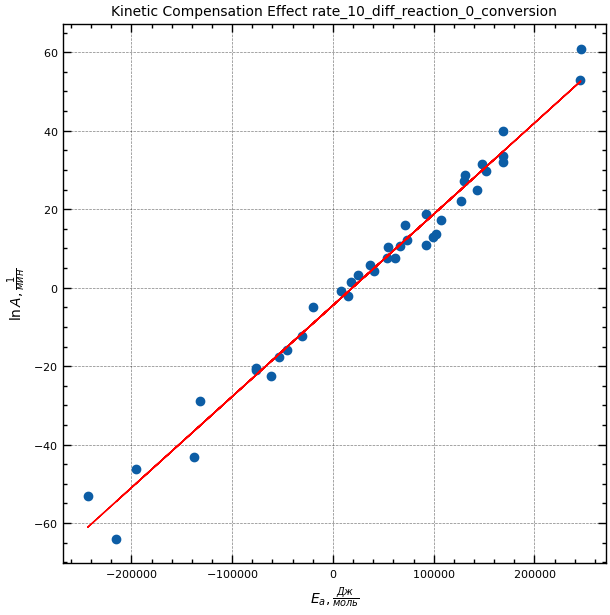 Kinetic Compensation Effect rate_10_diff_reaction_0_conversion
60
40
20
0
−20
−40
−60
ln A, 1/мин
−200000 −100000 0 100000 200000
E_a, Дж/моль